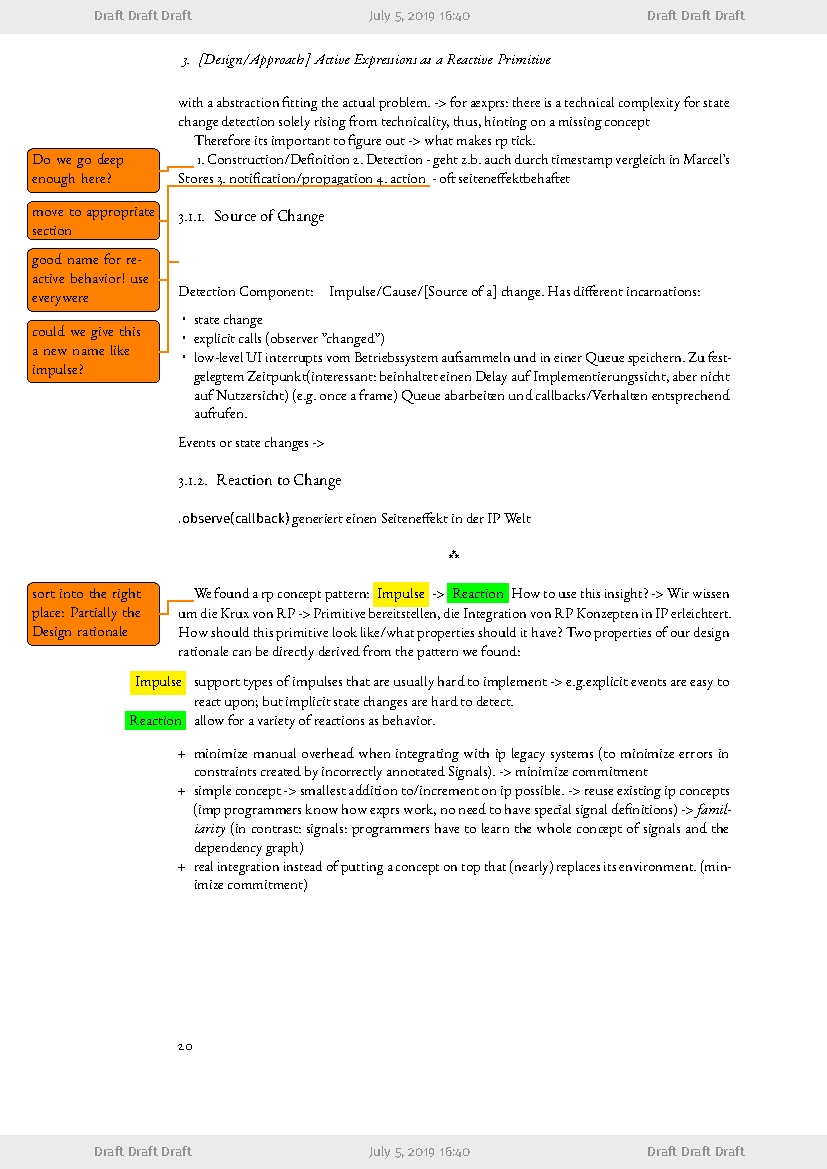 Draft Draft Draft July 5, 2019 16:40 Draft Draft Draft
3. [Design/Approach] Active Expressions as a Reactive Primitive
with a abstraction fitting the actual problem. -> for æxprs: there is a technical complexity for state
change detection solely rising from technicality, thus, hinting on a missing concept
Therefore its important to figure out -> what makes rp tick.
1. Construction/Definition 2. Detection - geht z.b. auch durch timestamp vergleich in Marcel's
Stores 3. notification/propagation 4. action - oft seiteneffektbehaftet
Do we go deep
enough here?
move to appropriate
section
good name for re-
active behavior! use
everywere
could we give this
a new name like
impulse?
3.1.1. Source of Change
Detection Component: Impulse/Cause/[Source of a] change. Has different incarnations:
• state change
• explicit calls (observer "changed")
• low-level UI interrupts vom Betriebssystem aufsammeln und in einer Queue speichern. Zu fest-
gelegtem Zeitpunkt(interessant: beinhaltet einen Delay auf Implementierungssicht, aber nicht
auf Nutzersicht) (e.g. once a frame) Queue abarbeiten und callbacks/Verhalten entsprechend
aufrufen.
Events or state changes ->
3.1.2. Reaction to Change
.observe(callback) generiert einen Seiteneffekt in der IP Welt
⁂
sort into the right
place: Partially the
Design rationale
We found a rp concept pattern: Impulse -> Reaction How to use this insight? -> Wir wissen
um die Krux von RP -> Primitive bereitstellen, die Integration von RP Konzepten in IP erleichtert.
How should this primitive look like/what properties should it have? Two properties of our design
rationale can be directly derived from the pattern we found:
Impulse support types of impulses that are usually hard to implement -> e.g.explicit events are easy to
react upon; but implicit state changes are hard to detect.
Reaction allow for a variety of reactions as behavior.
+ minimize manual overhead when integrating with ip legacy systems (to minimize errors in
constraints created by incorrectly annotated Signals). -> minimize commitment
+ simple concept -> smallest addition to/increment on ip possible. -> reuse existing ip concepts
(imp programmers know how exprs work, no need to have special signal definitions) -> famil-
iarity (in contrast: signals: programmers have to learn the whole concept of signals and the
dependency graph)
+ real integration instead of putting a concept on top that (nearly) replaces its environment. (min-
imize commitment)
20
Draft Draft Draft July 5, 2019 16:40 Draft Draft Draft